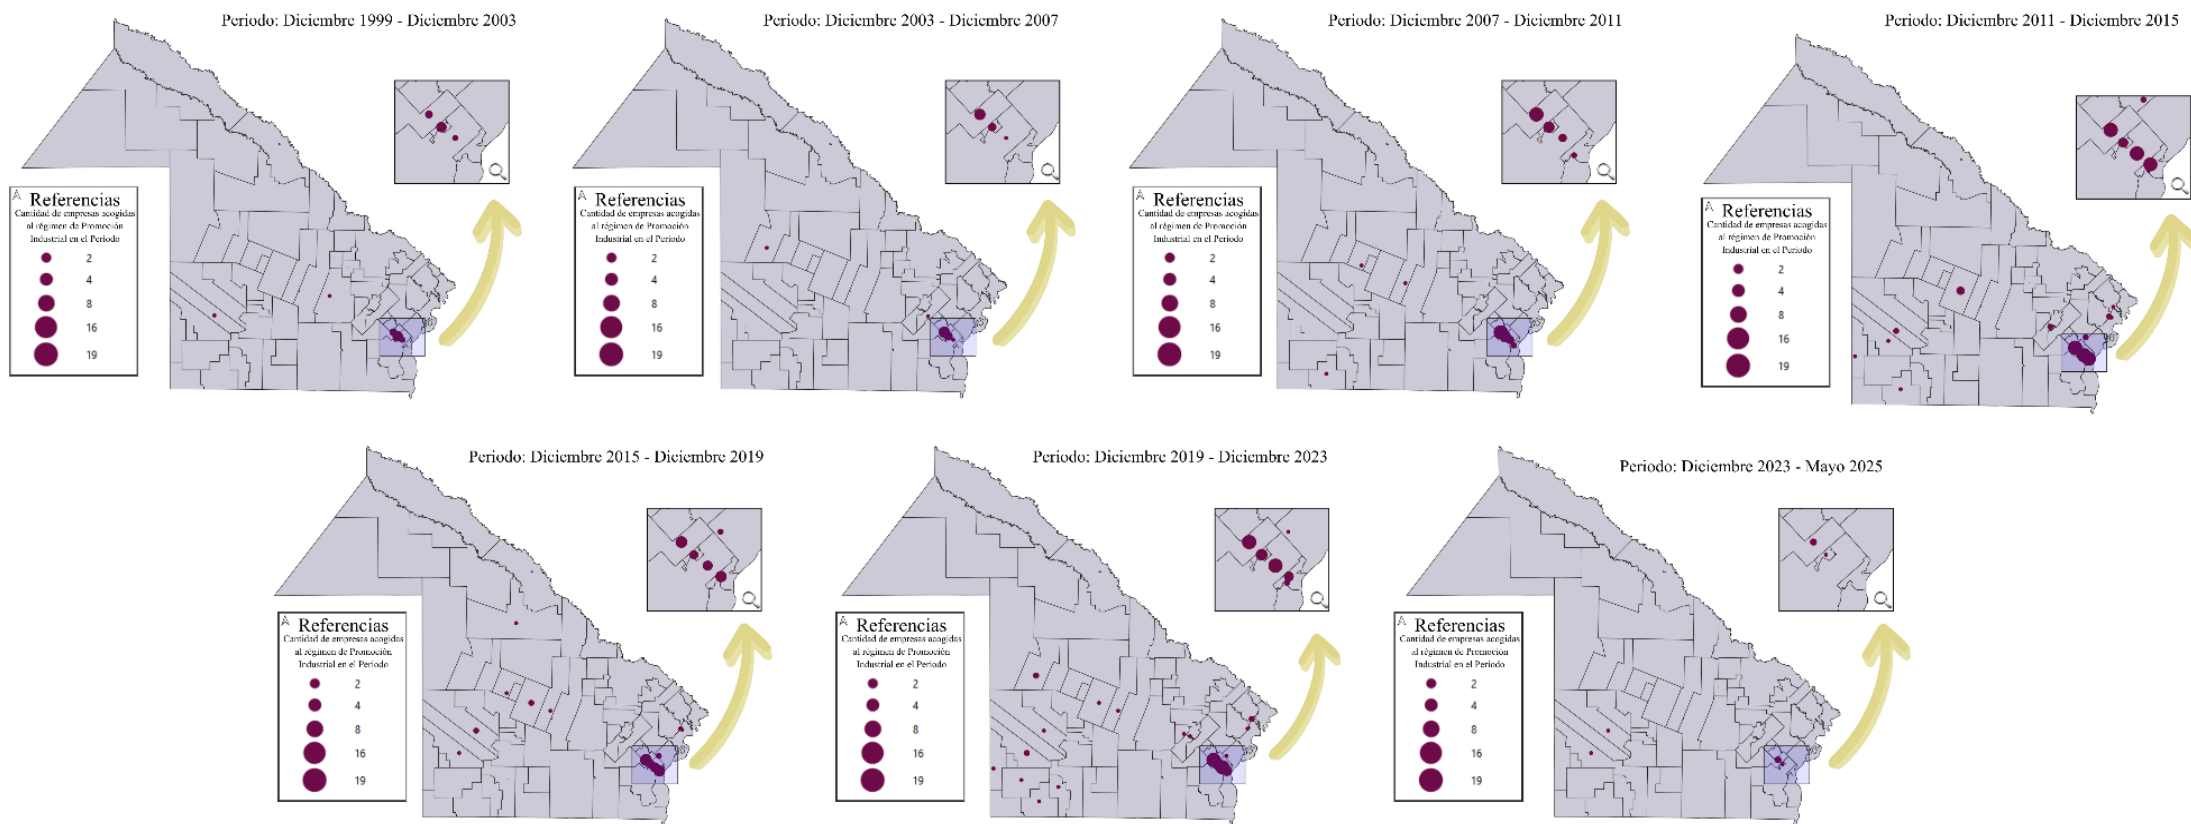 Periodo: Diciembre 1999 - Diciembre 2003
Referencias
Cantidad de empresas acogidas
al régimen de Promoción
Industrial en el Periodo
2
4
8
16
19
Periodo: Diciembre 2003 - Diciembre 2007
Referencias
Cantidad de empresas acogidas
al régimen de Promoción
Industrial en el Periodo
2
4
8
16
19
Periodo: Diciembre 2007 - Diciembre 2011
Referencias
Cantidad de empresas acogidas
al régimen de Promoción
Industrial en el Periodo
2
4
8
16
19
Periodo: Diciembre 2011 - Diciembre 2015
Referencias
Cantidad de empresas acogidas
al régimen de Promoción
Industrial en el Periodo
2
4
8
16
19
Periodo: Diciembre 2015 - Diciembre 2019
Referencias
Cantidad de empresas acogidas
al régimen de Promoción
Industrial en el Periodo
2
4
8
16
19
Periodo: Diciembre 2019 - Diciembre 2023
Referencias
Cantidad de empresas acogidas
al régimen de Promoción
Industrial en el Periodo
2
4
8
16
19
Periodo: Diciembre 2023 - Mayo 2025
Referencias
Cantidad de empresas acogidas
al régimen de Promoción
Industrial en el Periodo
2
4
8
16
19